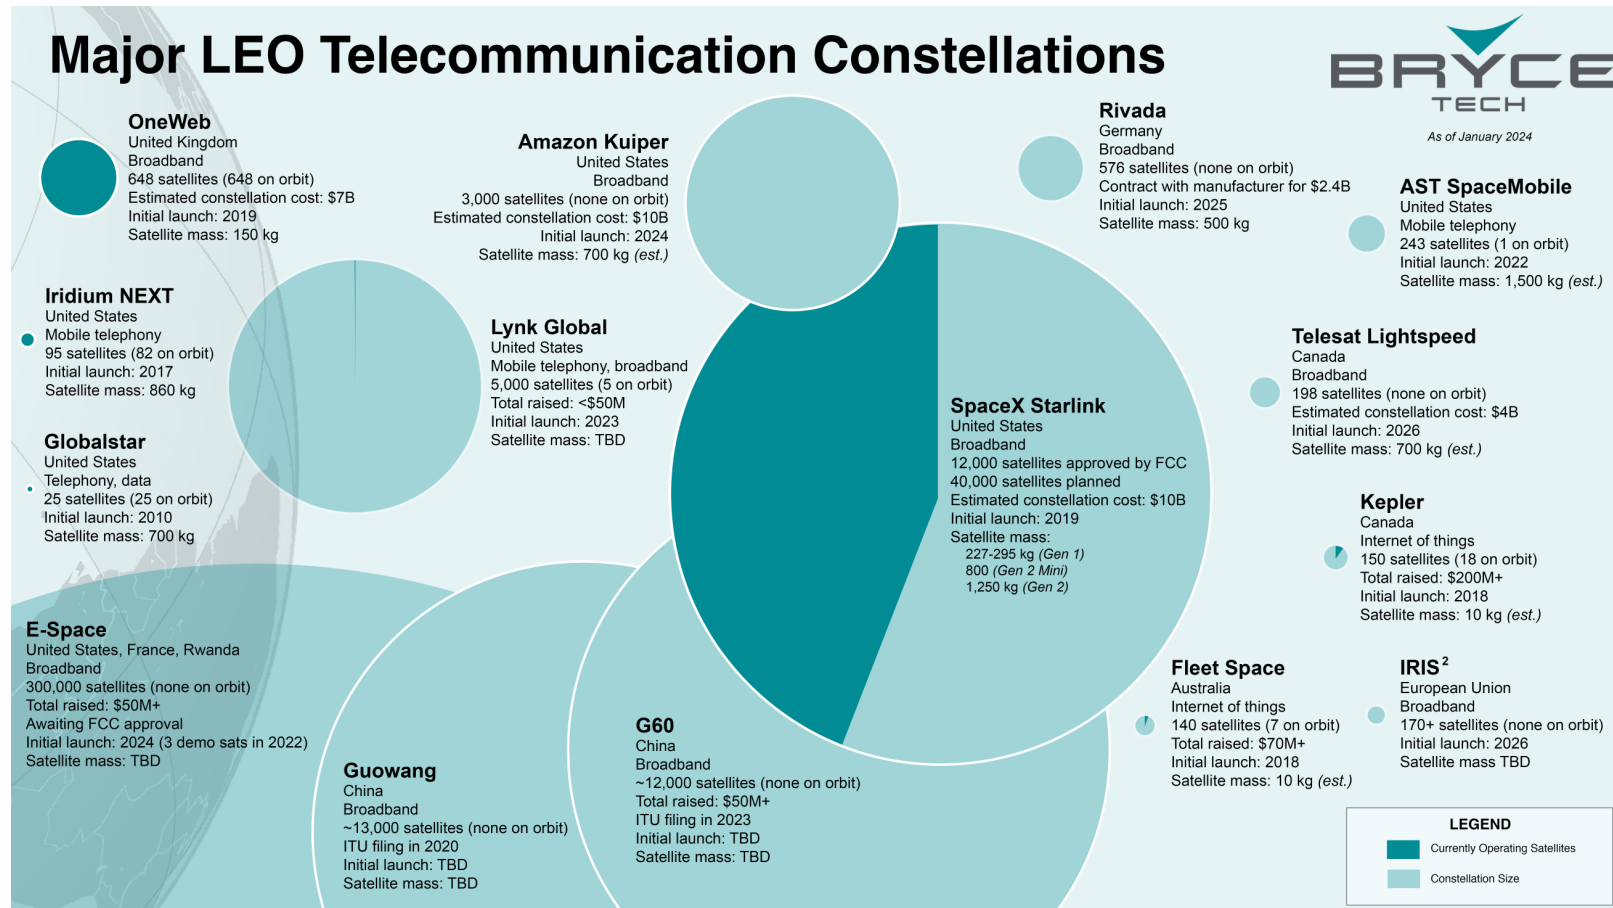 Major LEO Telecommunication Constellations
BRYCE
TECH
As of January 2024
OneWeb
United Kingdom
Broadband
648 satellites (648 on orbit)
Estimated constellation cost: $7B
Initial launch: 2019
Satellite mass: 150 kg
Amazon Kuiper
United States
Broadband
3,000 satellites (none on orbit)
Estimated constellation cost: $10B
Initial launch: 2024
Satellite mass: 700 kg (est.)
Rivada
Germany
Broadband
576 satellites (none on orbit)
Contract with manufacturer for $2.4B
Initial launch: 2025
Satellite mass: 500 kg
AST SpaceMobile
United States
Mobile telephony
243 satellites (1 on orbit)
Initial launch: 2022
Satellite mass: 1,500 kg (est.)
Iridium NEXT
United States
Mobile telephony
95 satellites (82 on orbit)
Initial launch: 2017
Satellite mass: 860 kg
Lynk Global
United States
Mobile telephony, broadband
5,000 satellites (5 on orbit)
Total raised: <$50M
Initial launch: 2023
Satellite mass: TBD
SpaceX Starlink
United States
Broadband
12,000 satellites approved by FCC
40,000 satellites planned
Estimated constellation cost: $10B
Initial launch: 2019
Satellite mass:
227-295 kg (Gen 1)
800 (Gen 2 Mini)
1,250 kg (Gen 2)
Telesat Lightspeed
Canada
Broadband
198 satellites (none on orbit)
Estimated constellation cost: $4B
Initial launch: 2026
Satellite mass: 700 kg (est.)
Globalstar
United States
Telephony, data
25 satellites (25 on orbit)
Initial launch: 2010
Satellite mass: 700 kg
Kepler
Canada
Internet of things
150 satellites (18 on orbit)
Total raised: $200M+
Initial launch: 2018
Satellite mass: 10 kg (est.)
E-Space
United States, France, Rwanda
Broadband
300,000 satellites (none on orbit)
Total raised: $50M+
Awaiting FCC approval
Initial launch: 2024 (3 demo sats in 2022)
Satellite mass: TBD
Guowang
China
Broadband
~13,000 satellites (none on orbit)
ITU filing in 2020
Initial launch: TBD
Satellite mass: TBD
G60
China
Broadband
~12,000 satellites (none on orbit)
Total raised: $50M+
ITU filing in 2023
Initial launch: TBD
Satellite mass: TBD
Fleet Space
Australia
Internet of things
140 satellites (7 on orbit)
Total raised: $70M+
Initial launch: 2018
Satellite mass: 10 kg (est.)
IRIS²
European Union
Broadband
170+ satellites (none on orbit)
Initial launch: 2026
Satellite mass TBD
LEGEND
Currently Operating Satellites
Constellation Size